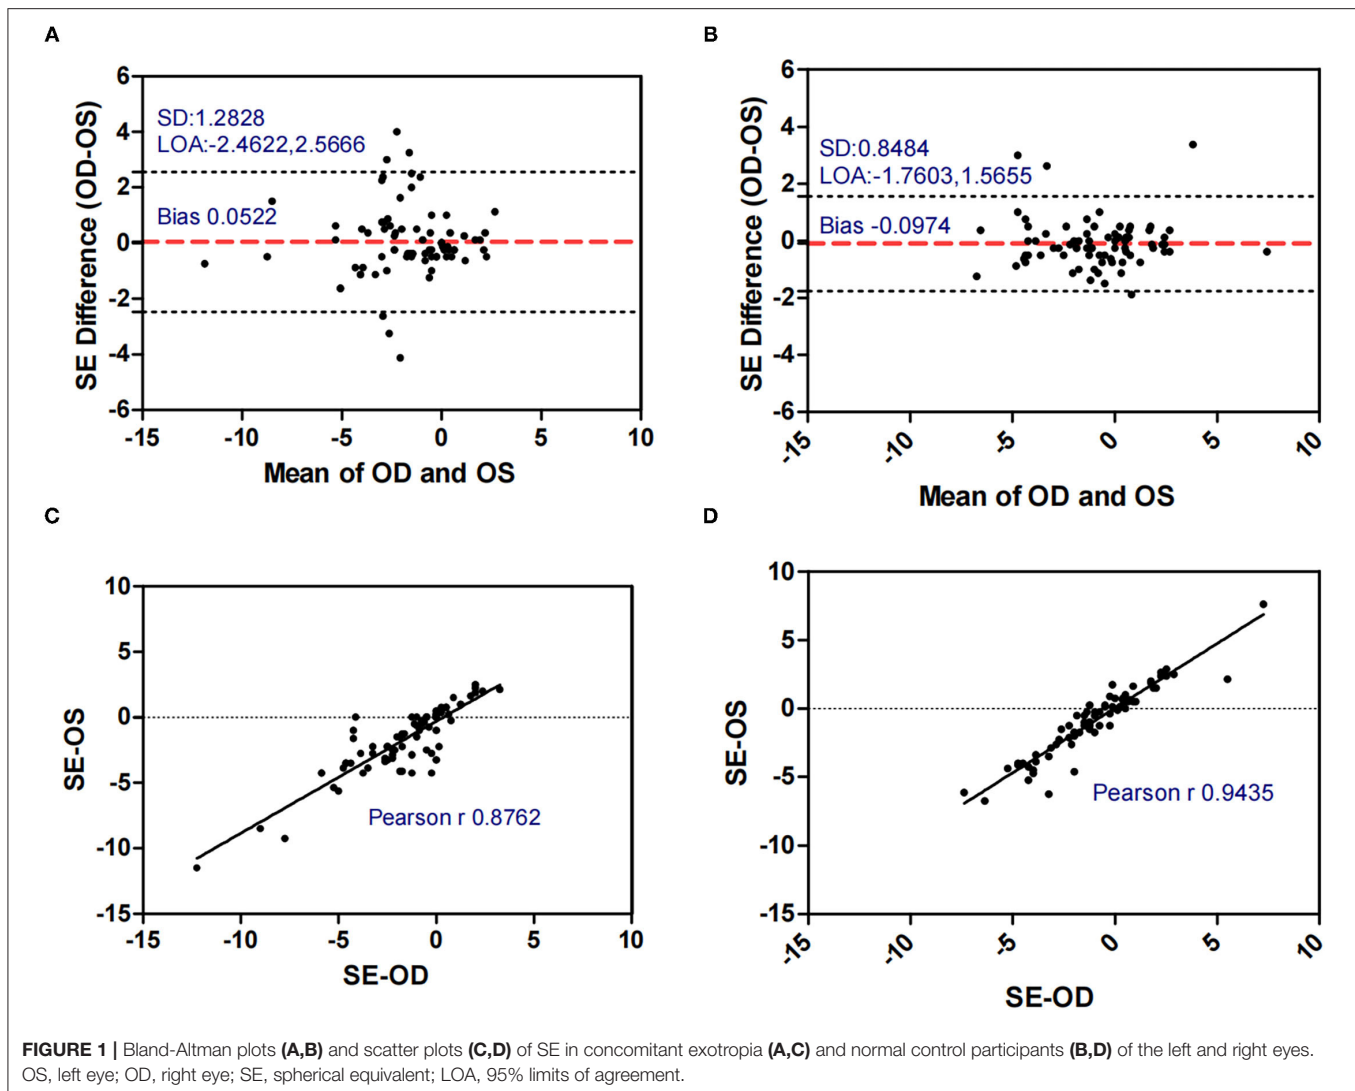 A
SE Difference (OD-OS)
6
4
2
0
-2
-4
-6
SD:1.2828
LOA:-2.4622,2.5666
Bias 0.0522
-15 -10 -5 0 5 10
Mean of OD and OS
B
SE Difference (OD-OS)
6
4
2
0
-2
-4
-6
SD:0.8484
LOA:-1.7603,1.5655
Bias -0.0974
-15 -10 -5 0 5 10
Mean of OD and OS
C
SE-OS
10
5
0
-5
-10
-15
Pearson r 0.8762
-15 -10 -5 0 5 10
SE-OD
D
SE-OS
10
5
0
-5
-10
-15
Pearson r 0.9435
-15 -10 -5 0 5 10
SE-OD
FIGURE 1 | Bland-Altman plots (A,B) and scatter plots (C,D) of SE in concomitant exotropia (A,C) and normal control participants (B,D) of the left and right eyes.
OS, left eye; OD, right eye; SE, spherical equivalent; LOA, 95% limits of agreement.